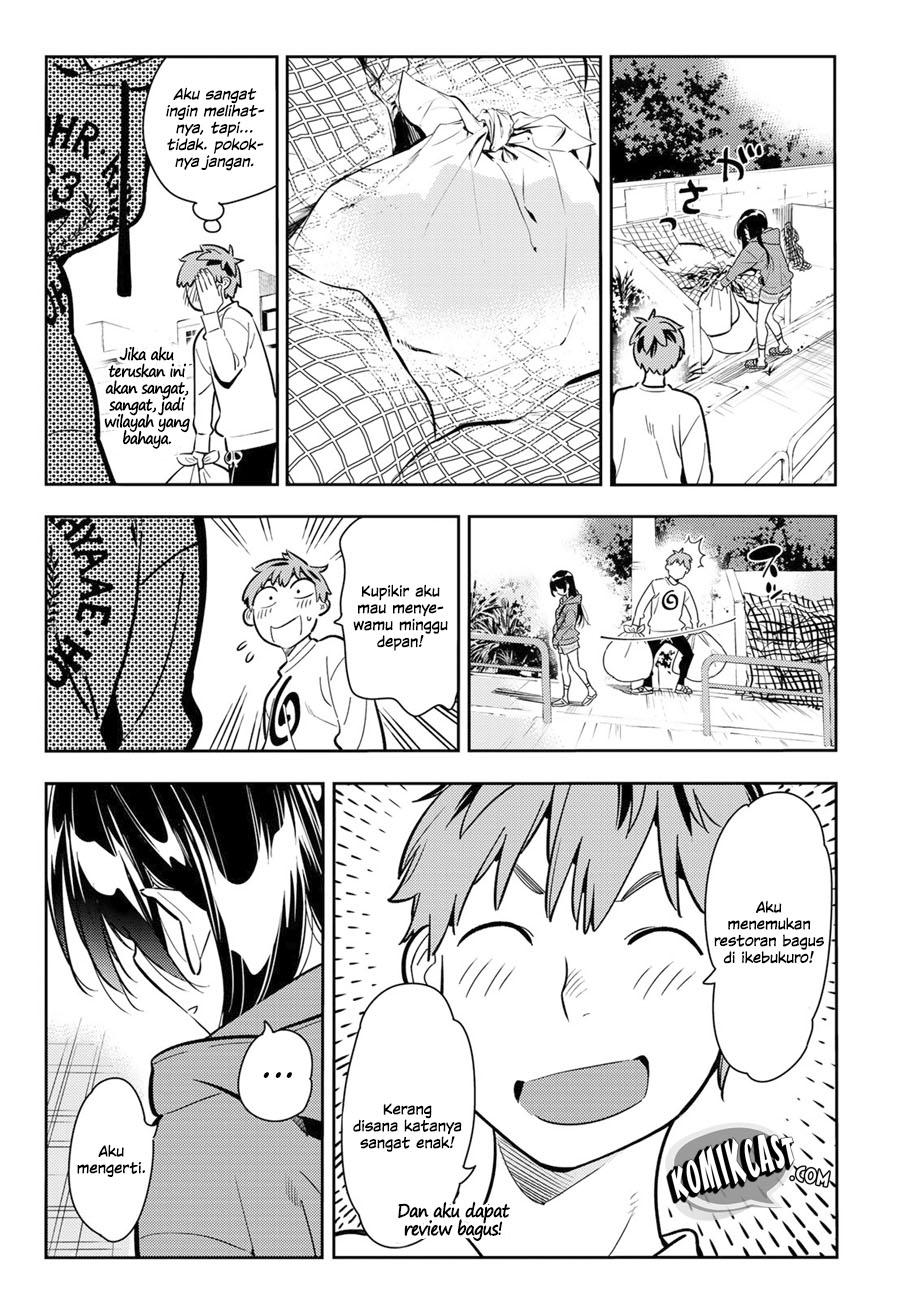 ガ
さ
Aku sangat
ingin melihat-
nya, tapi...
tidak. pokok-
nya jangan.
Jika aku
teruskan ini
akan sangat,
sangat, jadi
wilayah yang
bahaya.
Kupikir aku
mau menye-
wamu minggu
depan!
Aku
menemukan
restoran bagus
di ikebukuro!
Kerang
disana katanya
sangat enak!
Dan aku dapat
review bagus!
KOMIKCAST
.COM
...
Aku
mengerti.